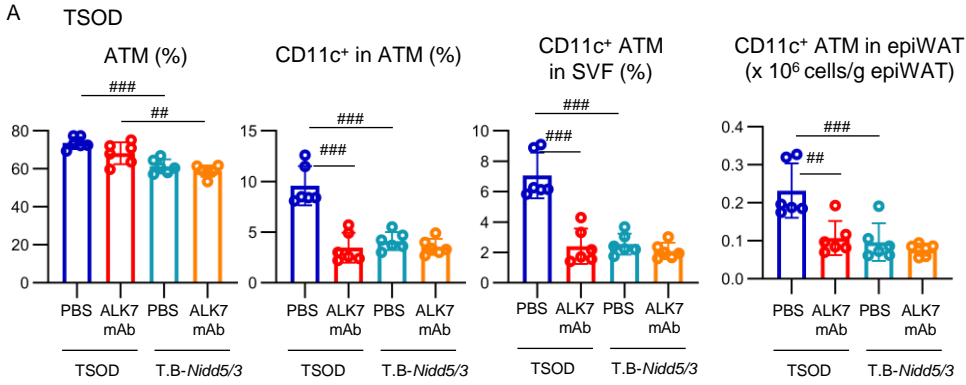 A
TSOD
ATM (%)
###
##
80
60
40
20
0
PBS ALK7 mAb PBS ALK7 mAb
TSOD T.B-Nidd5/3
CD11c⁺ in ATM (%)
###
###
15
10
5
0
PBS ALK7 mAb PBS ALK7 mAb
TSOD T.B-Nidd5/3
CD11c⁺ ATM
in SVF (%)
###
###
10
8
6
4
2
0
PBS ALK7 mAb PBS ALK7 mAb
TSOD T.B-Nidd5/3
CD11c⁺ ATM in epiWAT
(x 10⁶ cells/g epiWAT)
###
##
0.4
0.3
0.2
0.1
0.0
PBS ALK7 mAb PBS ALK7 mAb
TSOD T.B-Nidd5/3